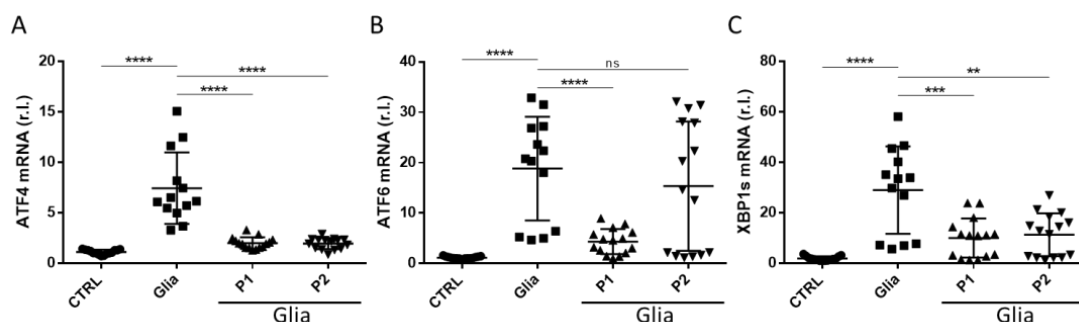 A
ATF4 mRNA (r.l.)
20
15
10
5
0
****
****
****
CTRL
Glia
P1
P2
Glia
B
ATF6 mRNA (r.l.)
40
30
20
10
0
****
ns
****
CTRL
Glia
P1
P2
Glia
C
XBP1s mRNA (r.l.)
80
60
40
20
0
****
**
***
CTRL
Glia
P1
P2
Glia